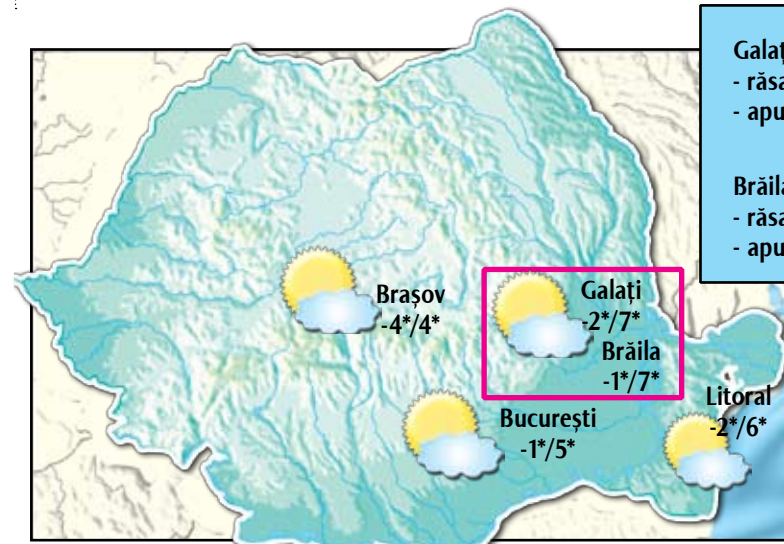 Galaț
- răsa
- apu
Brăila
- răsa
- apu
Brașov
-4*/4*
Galați
-2*/7*
Brăila
-1*/7*
București
-1*/5*
Litoral
-2*/6*